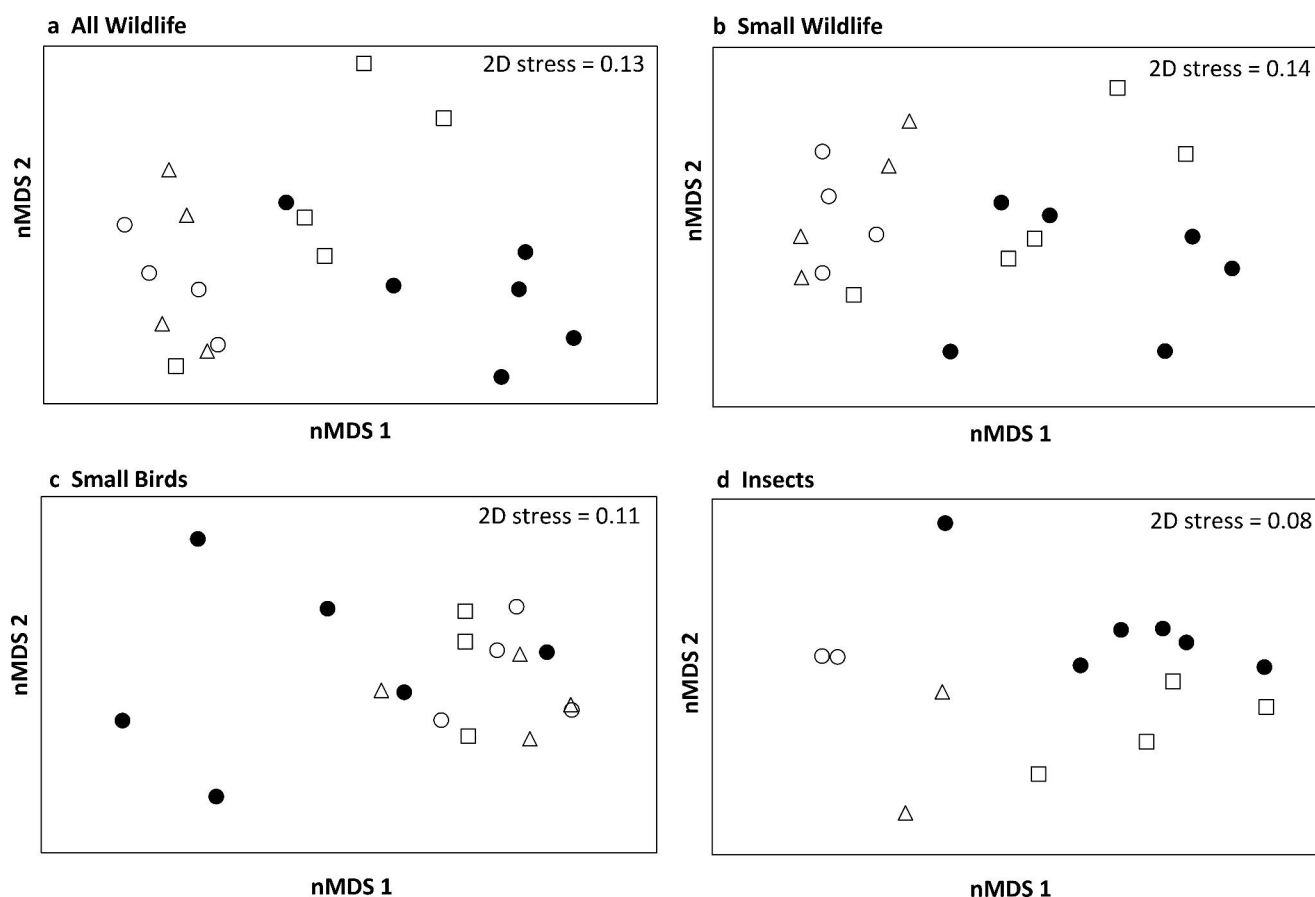 a All Wildlife
2D stress = 0.13
nMDS 2
nMDS 1
b Small Wildlife
2D stress = 0.14
nMDS 2
nMDS 1
c Small Birds
2D stress = 0.11
nMDS 2
nMDS 1
d Insects
2D stress = 0.08
nMDS 2
nMDS 1